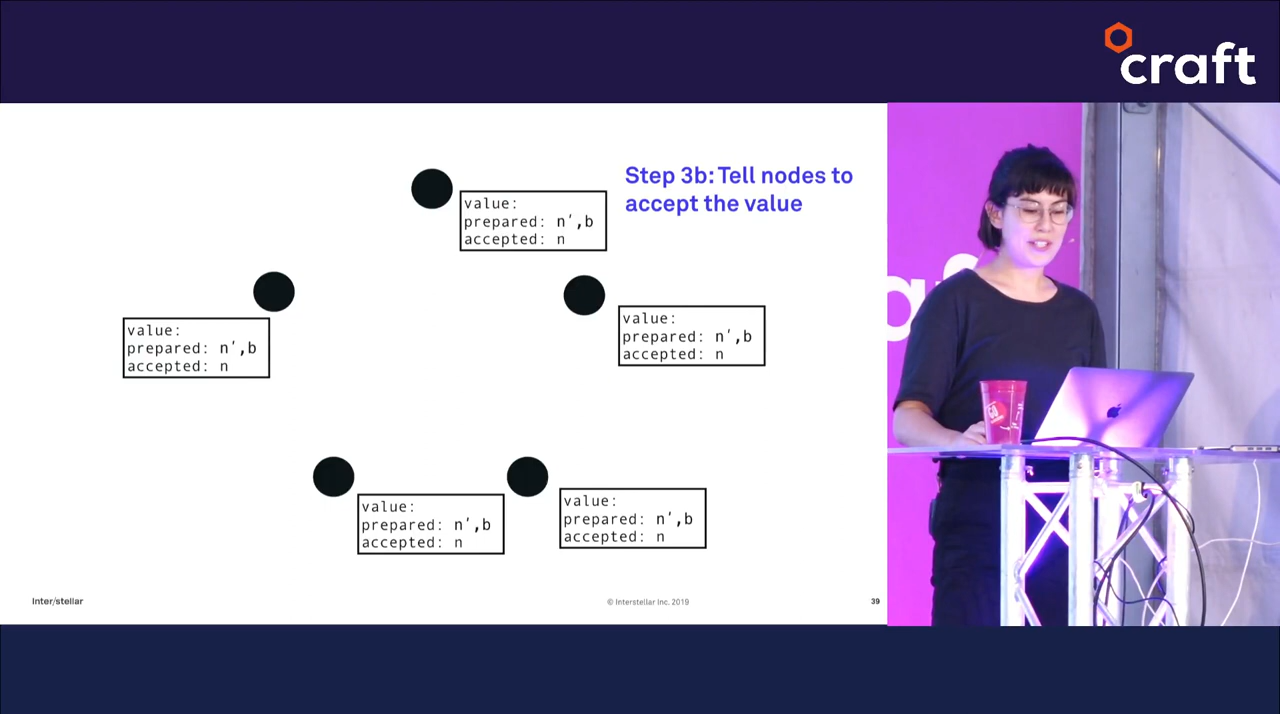 craft
Step 3b: Tell nodes to
accept the value
value:
prepared: n′,b
accepted: n
value:
prepared: n′,b
accepted: n
value:
prepared: n′,b
accepted: n
value:
prepared: n′,b
accepted: n
value:
prepared: n′,b
accepted: n
Inter/stellar
© Interstellar Inc. 2019
39